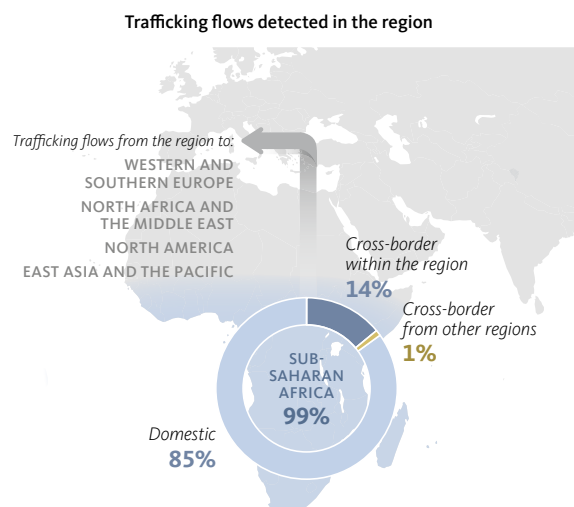 Trafficking flows detected in the region
Trafficking flows from the region to:
WESTERN AND
SOUTHERN EUROPE
NORTH AFRICA AND
THE MIDDLE EAST
NORTH AMERICA
EAST ASIA AND THE PACIFIC
Cross-border
within the region
14%
Cross-border
from other regions
1%
SUB-
SAHARAN
AFRICA
99%
Domestic
85%